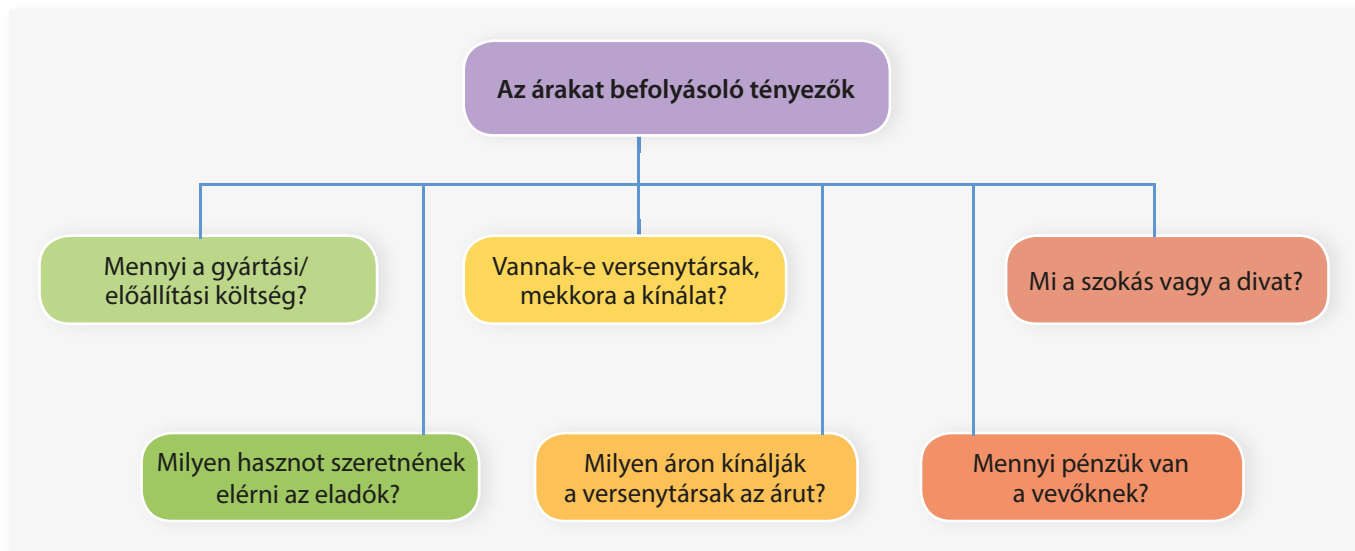 Az árakat befolyásoló tényezők
Mennyi a gyártási/
előállítási költség?
Vannak-e versenytársak,
mekkora a kínálat?
Mi a szokás vagy a divat?
Milyen hasznot szeretnének
elérni az eladók?
Milyen áron kínálják
a versenytársak az árut?
Mennyi pénzük van
a vevőknek?